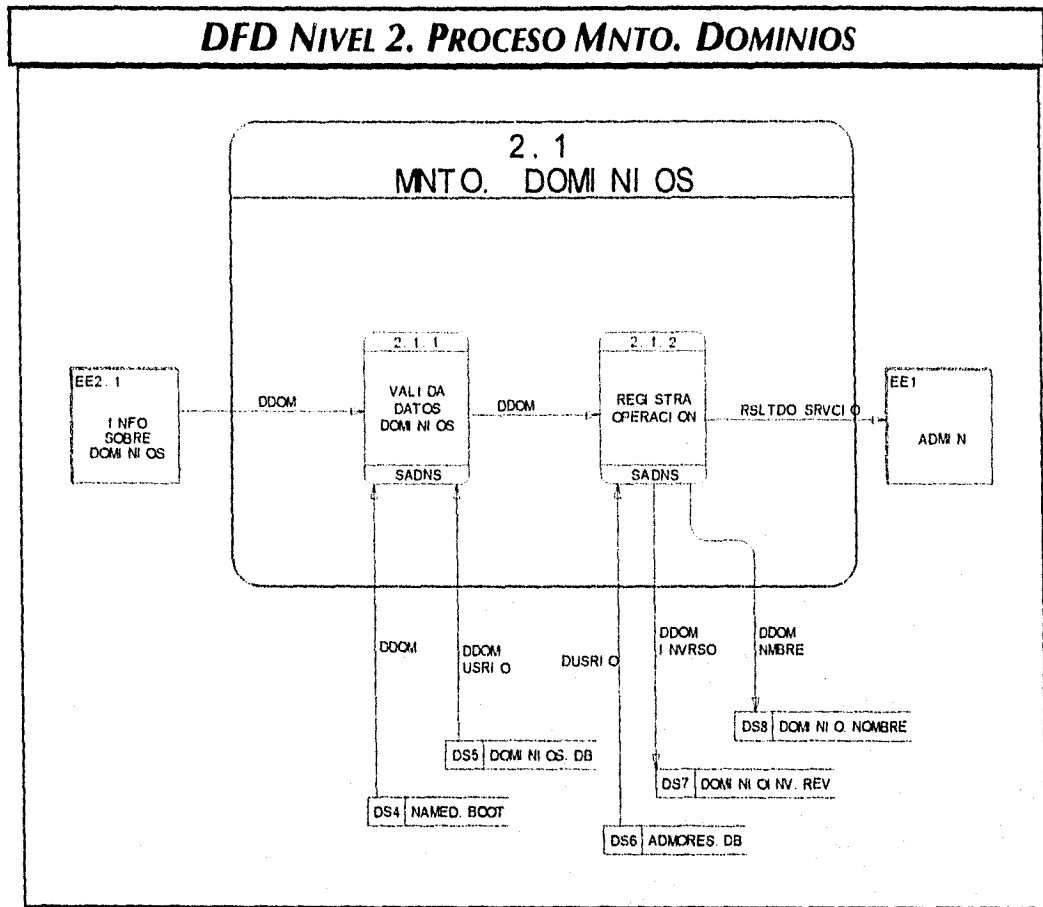 DFD NIVEL 2. PROCESO MNTO. DOMINIOS
2.1
MNTO. DOMINIOS
EE2.1
INFO
SOBRE
DOMINIOS
DDOM
2.1.1
VALIDA
DATOS
DOMINIOS
SADNS
DDOM
2.1.2
REGISTRA
OPERACION
SADNS
RSLTDO SRVCIO
EE1
ADMIN
DDOM
DDOM
USRIO
DUSRIO
DDOM
INVRSO
DDOM
NMBRE
DS8 DOMINIO.NOMBRE
DS5 DOMINIOS.DB
DS7 DOMINIOINV.REV
DS4 NAMED.BOOT
DS6 ADMORES.DB